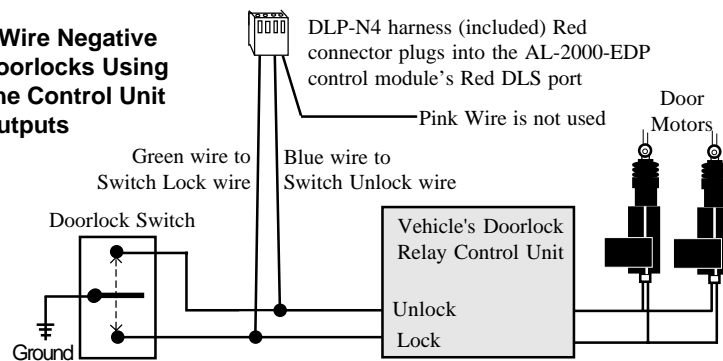 Wire Negative
oorlocks Using
ne Control Unit
utputs
DLP-N4 harness (included) Red
connector plugs into the AL-2000-EDP
control module's Red DLS port
Pink Wire is not used
Door
Motors
Green wire to
Switch Lock wire
Blue wire to
Switch Unlock wire
Doorlock Switch
Vehicle's Doorlock
Relay Control Unit
Unlock
Lock
Ground